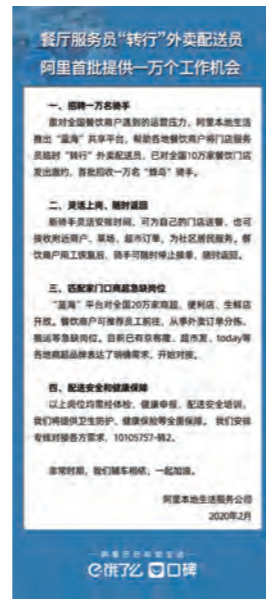 餐厅服务员“转行”外卖配送员
阿里首批提供一万个工作机会
一、招聘一万名骑手
面对全国餐饮商户遇到的运营压力，阿里本地生活
推出“蓝海”共享平台，帮助各地餐饮商户将门店服务
员临时“转行”外卖配送员，已对全国10万家餐饮门店
发出邀约，首批招收一万名“蜂鸟”骑手。
二、灵活上岗、随时返回
新骑手灵活安排时间，可为自己的门店送餐，也可
接收附近商户、菜场、超市订单，为社区居民服务。餐
饮商户用工恢复后，骑手可随时停止接单，随时返回。
三、匹配家门口商超急缺岗位
“蓝海”平台对全国20万家商超、便利店、生鲜店
开放。餐饮商户可推荐员工前往，从事外卖订单分拣、
搬运等急缺岗位。目前已有京客隆、超市发、today等
各地商超品牌表达了明确需求，开始对接。
四、配送安全和健康保障
以上岗位均需经体检、健康申报、配送安全培训，
我们将提供卫生防护、健康保险等全面保障。我们安排
专线对接各方需求，10105757-转2。
非常时期，我们辅车相依，一起加油。
阿里本地生活服务公司
2020年2月
阿里巴巴本地生活
饿了么 口碑